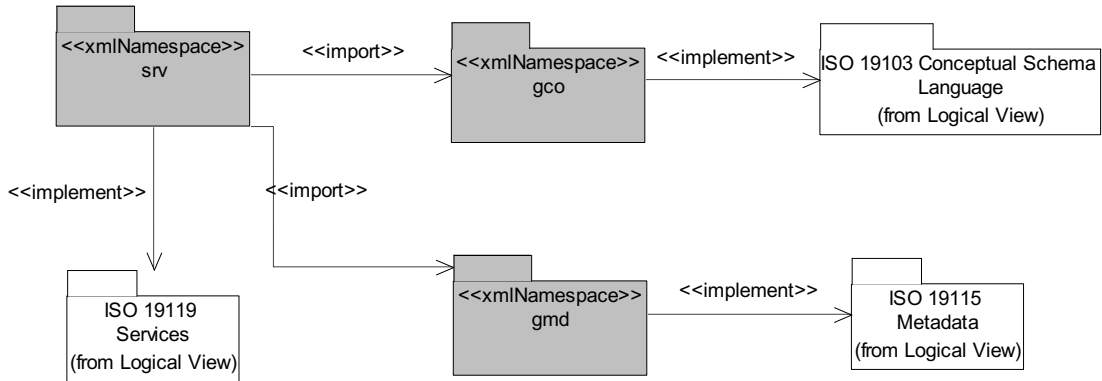 <<xmlNamespace>>
srv
<<import>>
<<xmlNamespace>>
gco
<<implement>>
ISO 19103 Conceptual Schema
Language
(from Logical View)
<<implement>>
<<import>>
ISO 19119
Services
(from Logical View)
<<xmlNamespace>>
gmd
<<implement>>
ISO 19115
Metadata
(from Logical View)